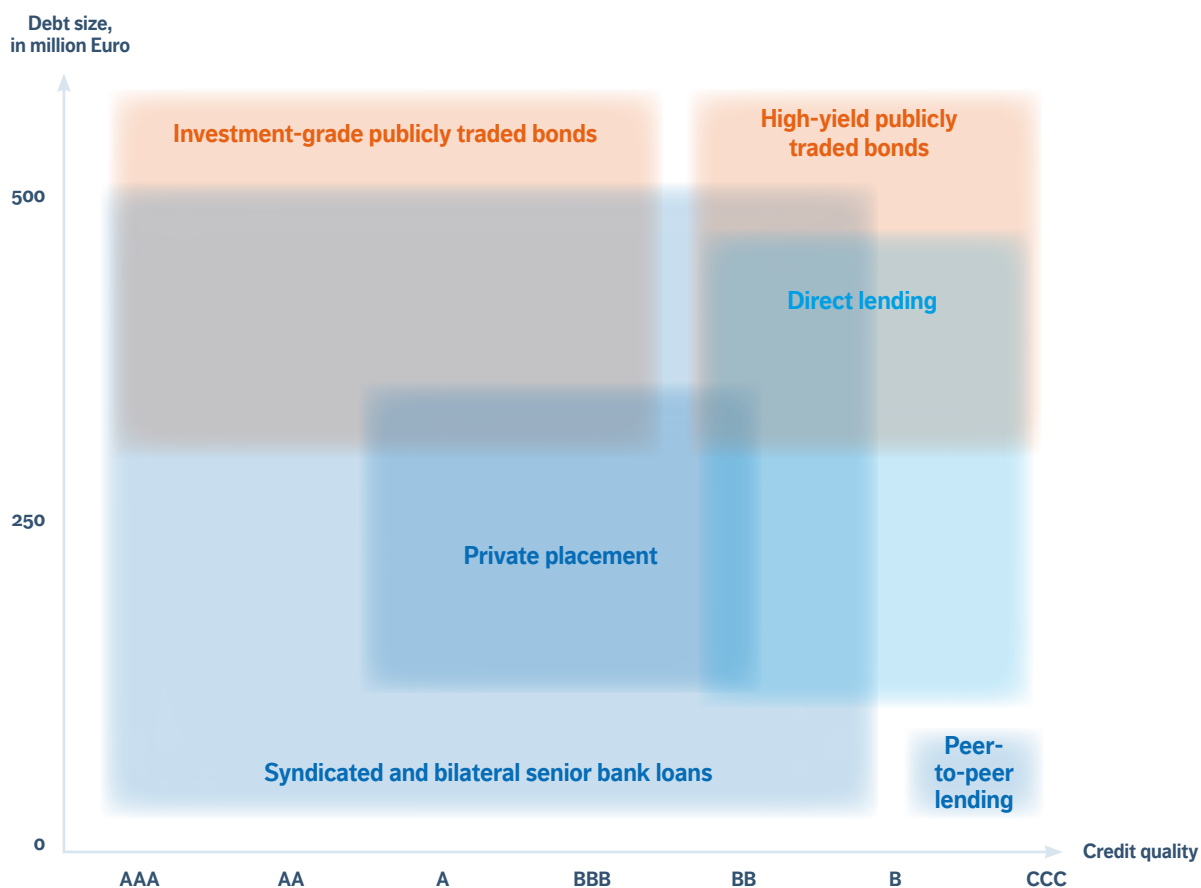 Debt size,
in million Euro
Investment-grade publicly traded bonds
High-yield publicly
traded bonds
500
Direct lending
250
Private placement
Peer-
to-peer
lending
Syndicated and bilateral senior bank loans
0
Credit quality
AAA
AA
A
BBB
BB
B
CCC